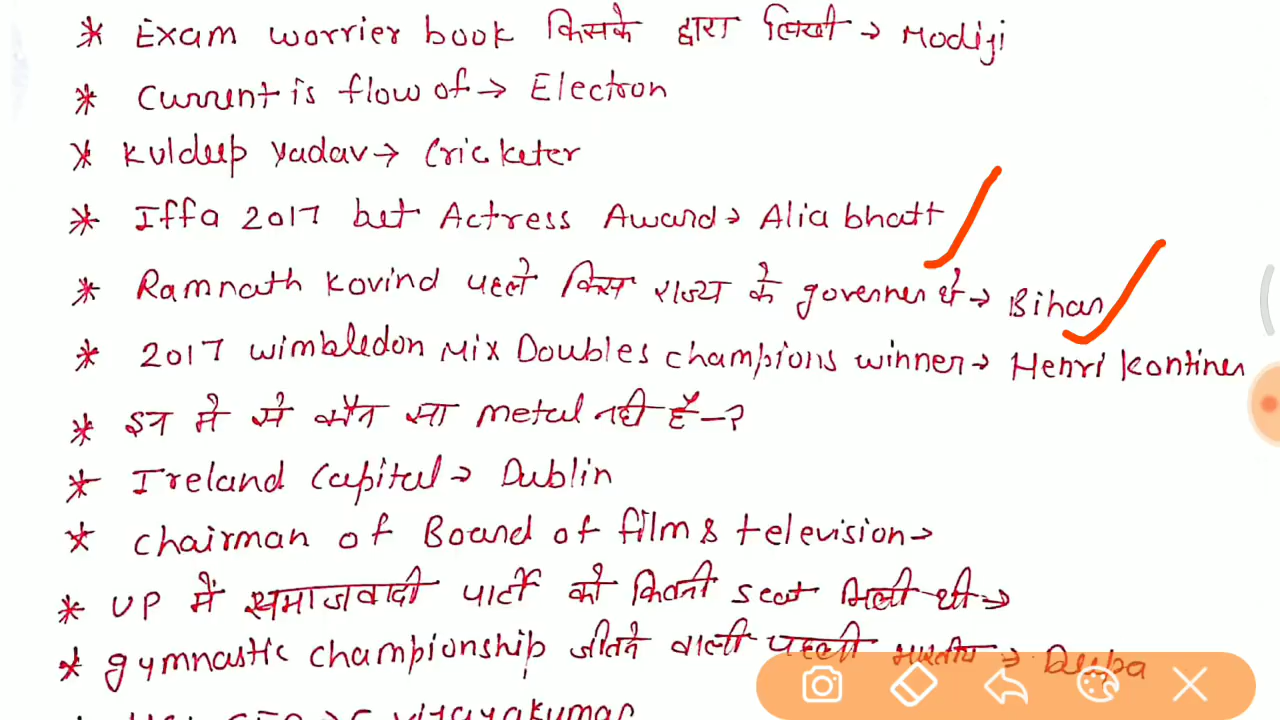 * Exam worrier book किसके द्वारा लिखी → Modiji
* Current is flow of → Electron
* Kuldeep Yadav → Cricketer
* Iffa 2017 bet Actress Award → Alia bhatt
* Ramnath Kovind पहले किस राज्य के governer थे → Bihar
* 2017 Wimbledon Mix Doubles champions winner → Henri Kontinen
* इन में से कौन सा metal नहीं है → ?
* Ireland Capital → Dublin
* Chairman of Board of film & television →
* UP में समाजवादी पार्टी को कितनी seat मिली थी →
* gymnastic championship जीतने वाली पहली भारतीय → Deepa
vijayakumar